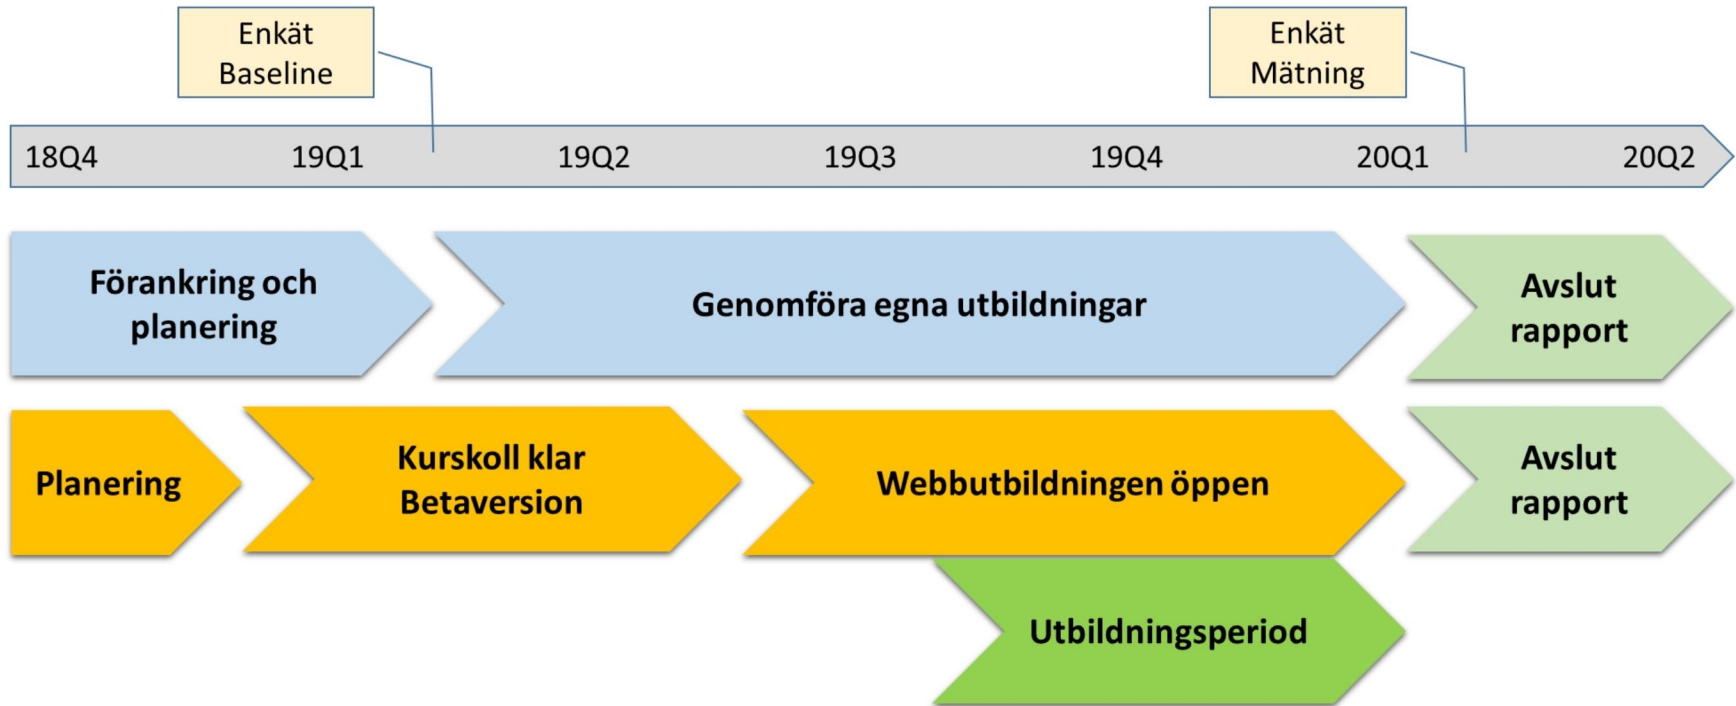 Enkät
Baseline
Enkät
Mätning
18Q4 19Q1 19Q2 19Q3 19Q4 20Q1 20Q2
Förankring och
planering
Genomföra egna utbildningar
Avslut
rapport
Planering
Kurskoll klar
Betaversion
Webbutbildningen öppen
Avslut
rapport
Utbildningsperiod